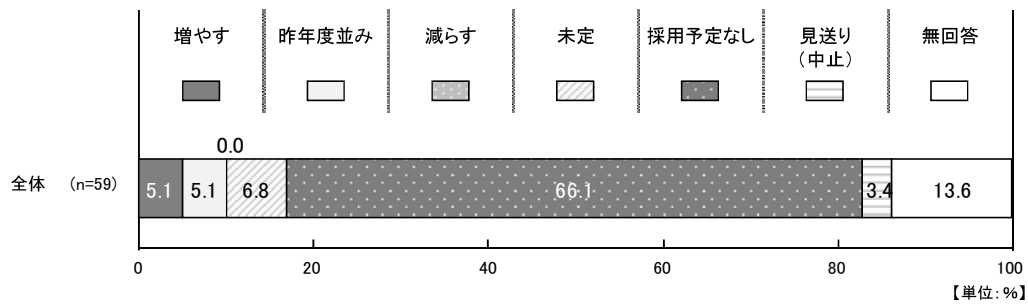 増やす 昨年度並み 減らす 未定 採用予定なし 見送り 無回答
(中止)
0.0
全体 (n=59) 5.1 5.1 6.8 66.1 3.4 13.6
0 20 40 60 80 100
【単位:%】